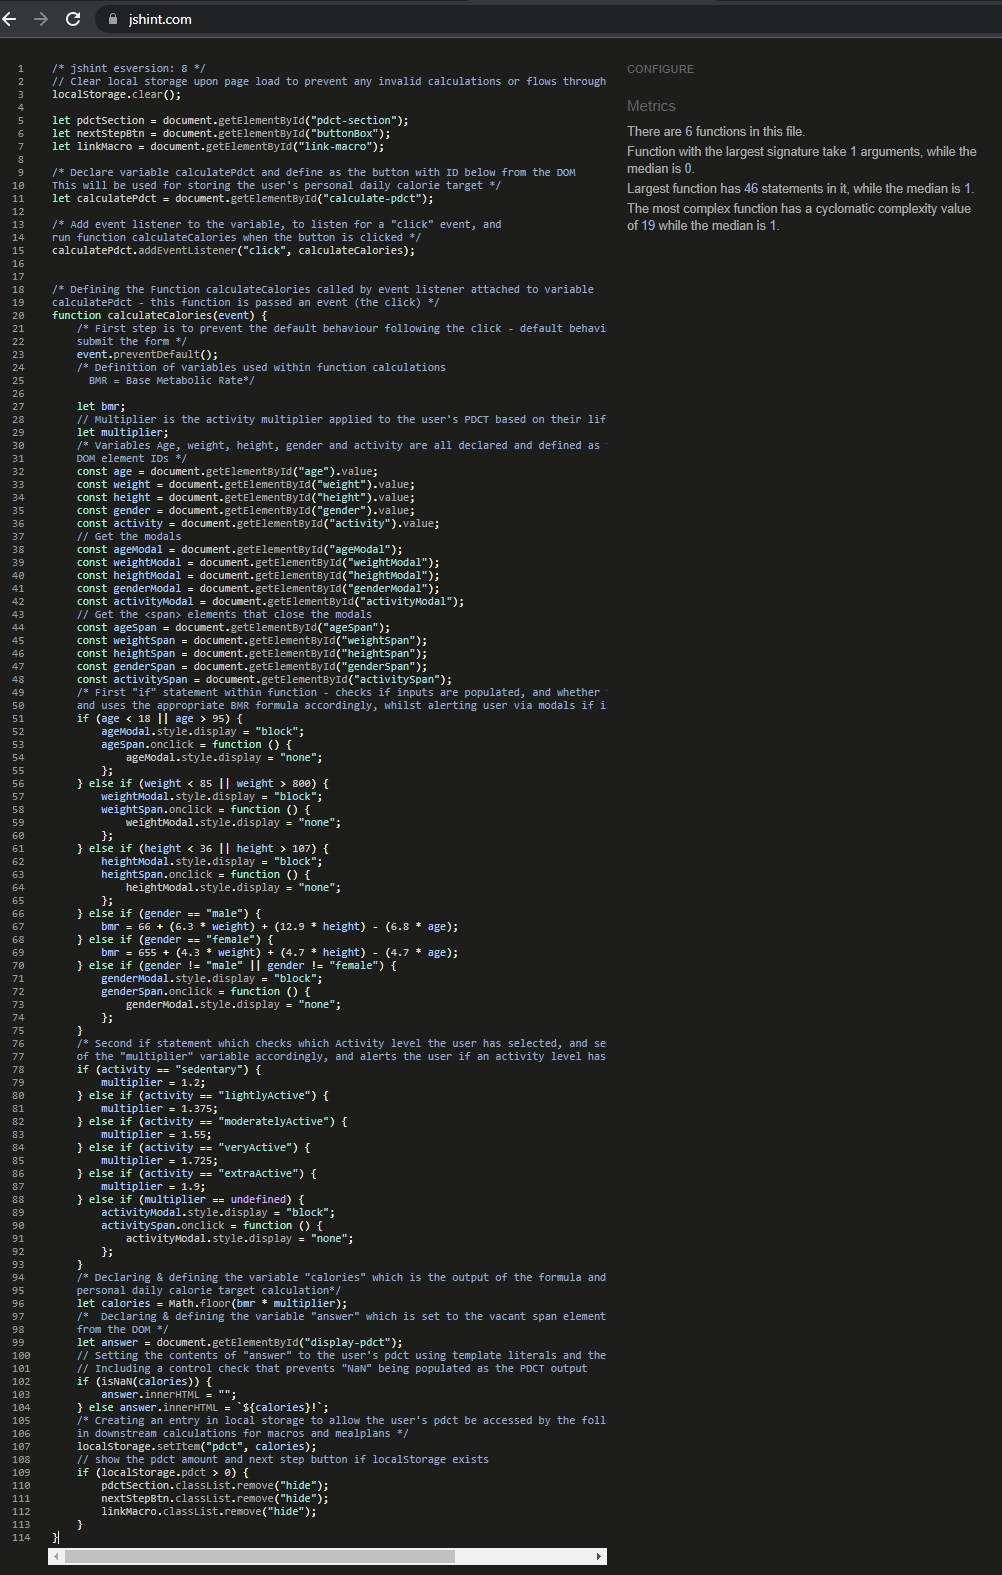 jshint.com
1 /* jshint esversion: 8 */
2 // Clear local storage upon page load to prevent any invalid calculations or flows through
3 localStorage.clear();
4
5 let pdctSection = document.getElementById("pdct-section");
6 let nextStepBtn = document.getElementById("buttonBox");
7 let linkMacro = document.getElementById("link-macro");
8
9 /* Declare variable calculatePdct and define as the button with ID below from the DOM
10 This will be used for storing the user's personal daily calorie target */
11 let calculatePdct = document.getElementById("calculate-pdct");
12
13 /* Add event listener to the variable, to listen for a "click" event, and
14 run function calculateCalories when the button is clicked */
15 calculatePdct.addEventListener("click", calculateCalories);
16
17
18 /* Defining the Function calculateCalories called by event listener attached to variable
19 calculatePdct - this function is passed an event (the click) */
20 function calculateCalories(event) {
21 /* First step is to prevent the default behaviour following the click - default behavi
22 submit the form */
23 event.preventDefault();
24 /* Definition of variables used within function calculations
25 BMR = Base Metabolic Rate*/
26
27 let bmr;
28 // Multiplier is the activity multiplier applied to the user's PDCT based on their lif
29 let multiplier;
30 /* Variables Age, weight, height, gender and activity are all declared and defined as
31 DOM element IDs */
32 const age = document.getElementById("age").value;
33 const weight = document.getElementById("weight").value;
34 const height = document.getElementById("height").value;
35 const gender = document.getElementById("gender").value;
36 const activity = document.getElementById("activity").value;
37 // Get the modals
38 const ageModal = document.getElementById("ageModal");
39 const weightModal = document.getElementById("weightModal");
40 const heightModal = document.getElementById("heightModal");
41 const genderModal = document.getElementById("genderModal");
42 const activityModal = document.getElementById("activityModal");
43 // Get the <span> elements that close the modals
44 const ageSpan = document.getElementById("ageSpan");
45 const weightSpan = document.getElementById("weightSpan");
46 const heightSpan = document.getElementById("heightSpan");
47 const genderSpan = document.getElementById("genderSpan");
48 const activitySpan = document.getElementById("activitySpan");
49 /* First "if" statement within function - checks if inputs are populated, and whether
50 and uses the appropriate BMR formula accordingly, whilst alerting user via modals if i
51 if (age < 18 || age > 95) {
52 ageModal.style.display = "block";
53 ageSpan.onclick = function () {
54 ageModal.style.display = "none";
55 };
56 } else if (weight < 85 || weight > 800) {
57 weightModal.style.display = "block";
58 weightSpan.onclick = function () {
59 weightModal.style.display = "none";
60 };
61 } else if (height < 36 || height > 107) {
62 heightModal.style.display = "block";
63 heightSpan.onclick = function () {
64 heightModal.style.display = "none";
65 };
66 } else if (gender == "male") {
67 bmr = 66 + (6.3 * weight) + (12.9 * height) - (6.8 * age);
68 } else if (gender == "female") {
69 bmr = 655 + (4.3 * weight) + (4.7 * height) - (4.7 * age);
70 } else if (gender != "male" || gender != "female") {
71 genderModal.style.display = "block";
72 genderSpan.onclick = function () {
73 genderModal.style.display = "none";
74 };
75 }
76 /* Second if statement which checks which Activity level the user has selected, and se
77 of the "multiplier" variable accordingly, and alerts the user if an activity level has
78 if (activity == "sedentary") {
79 multiplier = 1.2;
80 } else if (activity == "lightlyActive") {
81 multiplier = 1.375;
82 } else if (activity == "moderatelyActive") {
83 multiplier = 1.55;
84 } else if (activity == "veryActive") {
85 multiplier = 1.725;
86 } else if (activity == "extraActive") {
87 multiplier = 1.9;
88 } else if (multiplier == undefined) {
89 activityModal.style.display = "block";
90 activitySpan.onclick = function () {
91 activityModal.style.display = "none";
92 };
93 }
94 /* Declaring & defining the variable "calories" which is the output of the formula and
95 personal daily calorie target calculation*/
96 let calories = Math.floor(bmr * multiplier);
97 /*  Declaring & defining the variable "answer" which is set to the vacant span element
98 from the DOM */
99 let answer = document.getElementById("display-pdct");
100 // Setting the contents of "answer" to the user's pdct using template literals and the
101 // Including a control check that prevents "NaN" being populated as the PDCT output
102 if (isNaN(calories)) {
103 answer.innerHTML = "";
104 } else answer.innerHTML = `${calories}!`;
105 /* Creating an entry in local storage to allow the user's pdct be accessed by the foll
106 in downstream calculations for macros and mealplans */
107 localStorage.setItem("pdct", calories);
108 // show the pdct amount and next step button if localStorage exists
109 if (localStorage.pdct > 0) {
110 pdctSection.classList.remove("hide");
111 nextStepBtn.classList.remove("hide");
112 linkMacro.classList.remove("hide");
113 }
114 }
CONFIGURE
Metrics
There are 6 functions in this file.
Function with the largest signature take 1 arguments, while the
median is 0.
Largest function has 46 statements in it, while the median is 1.
The most complex function has a cyclomatic complexity value
of 19 while the median is 1.